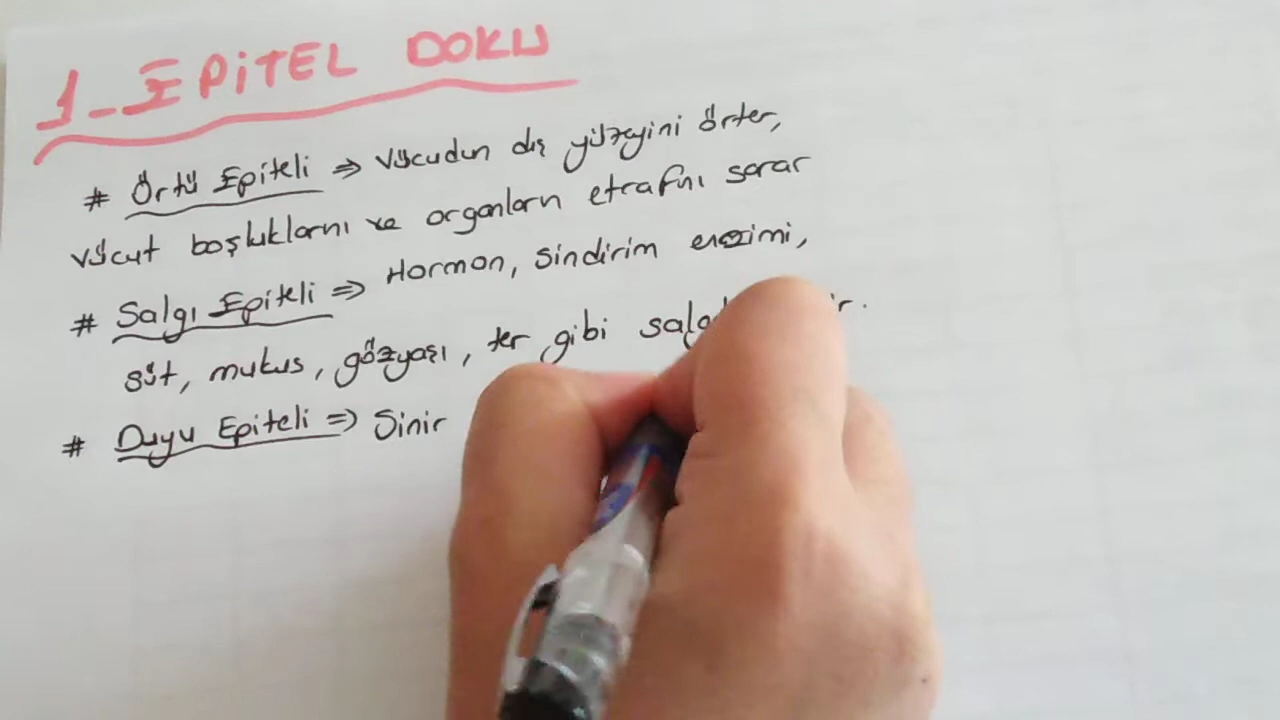 1- EPİTEL DOKU
# Örtü Epiteli ⇒ Vücudun dış yüzeyini örter,
vücut boşluklarını ve organların etrafını sarar
# Salgı Epiteli ⇒ Hormon, sindirim enzimi,
süt, mukus, gözyaşı, ter gibi
# Duyu Epiteli ⇒ Sinir